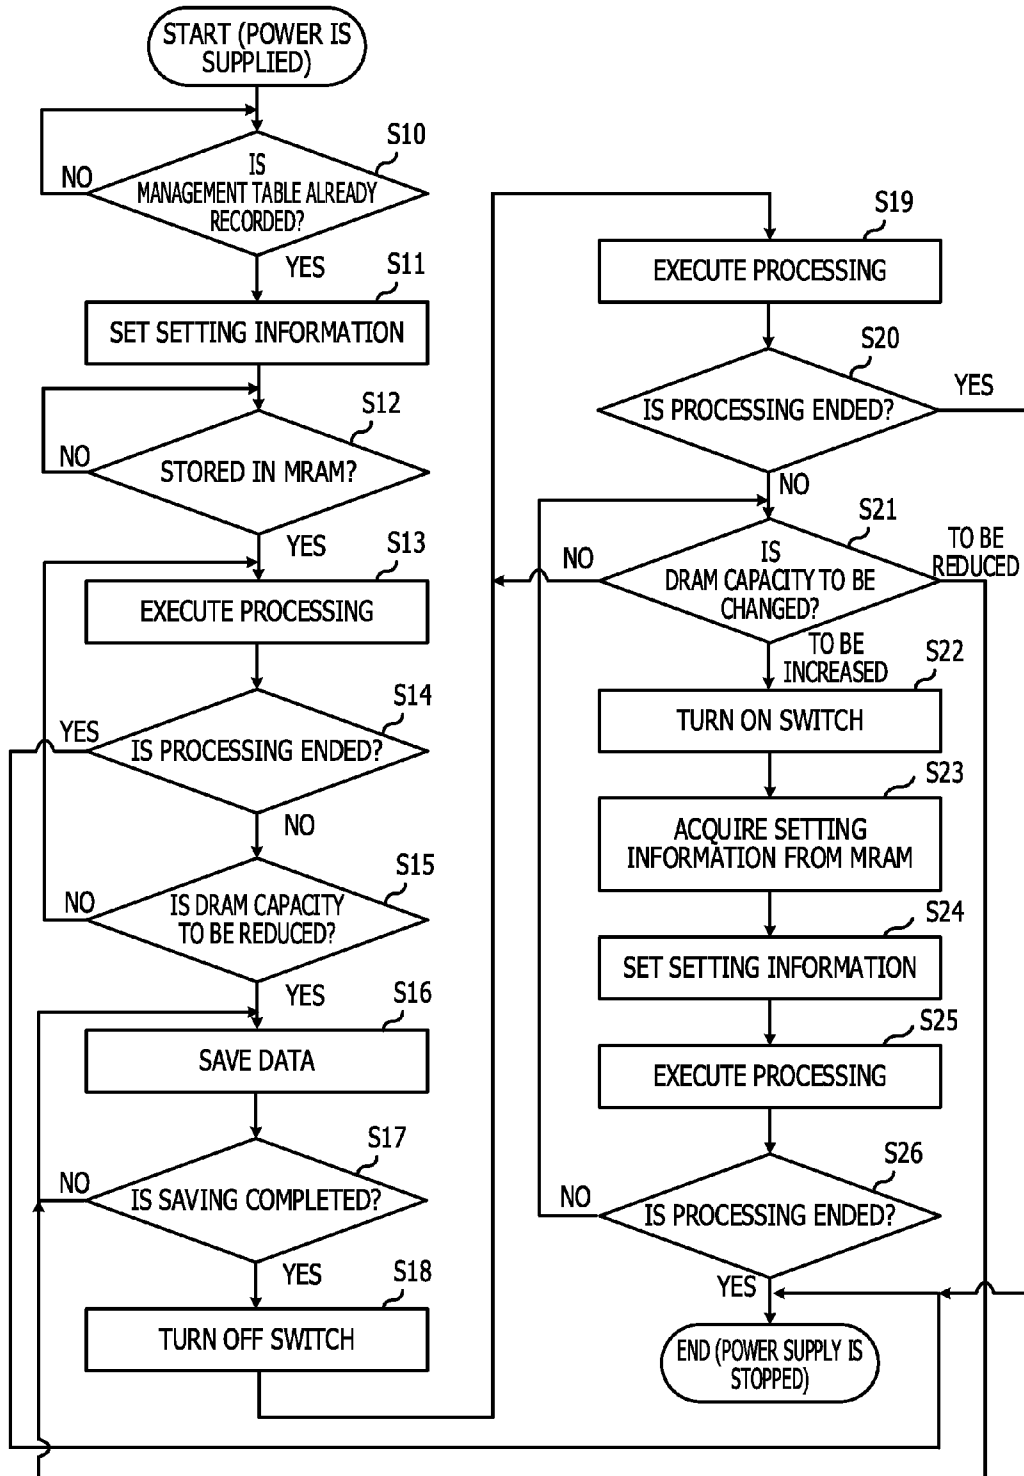 START (POWER IS
SUPPLIED)
S10
IS
MANAGEMENT TABLE ALREADY
RECORDED?
NO
YES
S11
SET SETTING INFORMATION
S12
STORED IN MRAM?
NO
YES
S13
EXECUTE PROCESSING
S14
YES
IS PROCESSING ENDED?
NO
S15
NO
IS DRAM CAPACITY
TO BE REDUCED?
YES
S16
SAVE DATA
S17
NO
IS SAVING COMPLETED?
YES
S18
TURN OFF SWITCH
S19
EXECUTE PROCESSING
S20
YES
IS PROCESSING ENDED?
NO
S21
TO BE
REDUCED
NO
IS
DRAM CAPACITY TO BE
CHANGED?
TO BE
INCREASED
S22
TURN ON SWITCH
S23
ACQUIRE SETTING
INFORMATION FROM MRAM
S24
SET SETTING INFORMATION
S25
EXECUTE PROCESSING
S26
NO
IS PROCESSING ENDED?
YES
END (POWER SUPPLY IS
STOPPED)